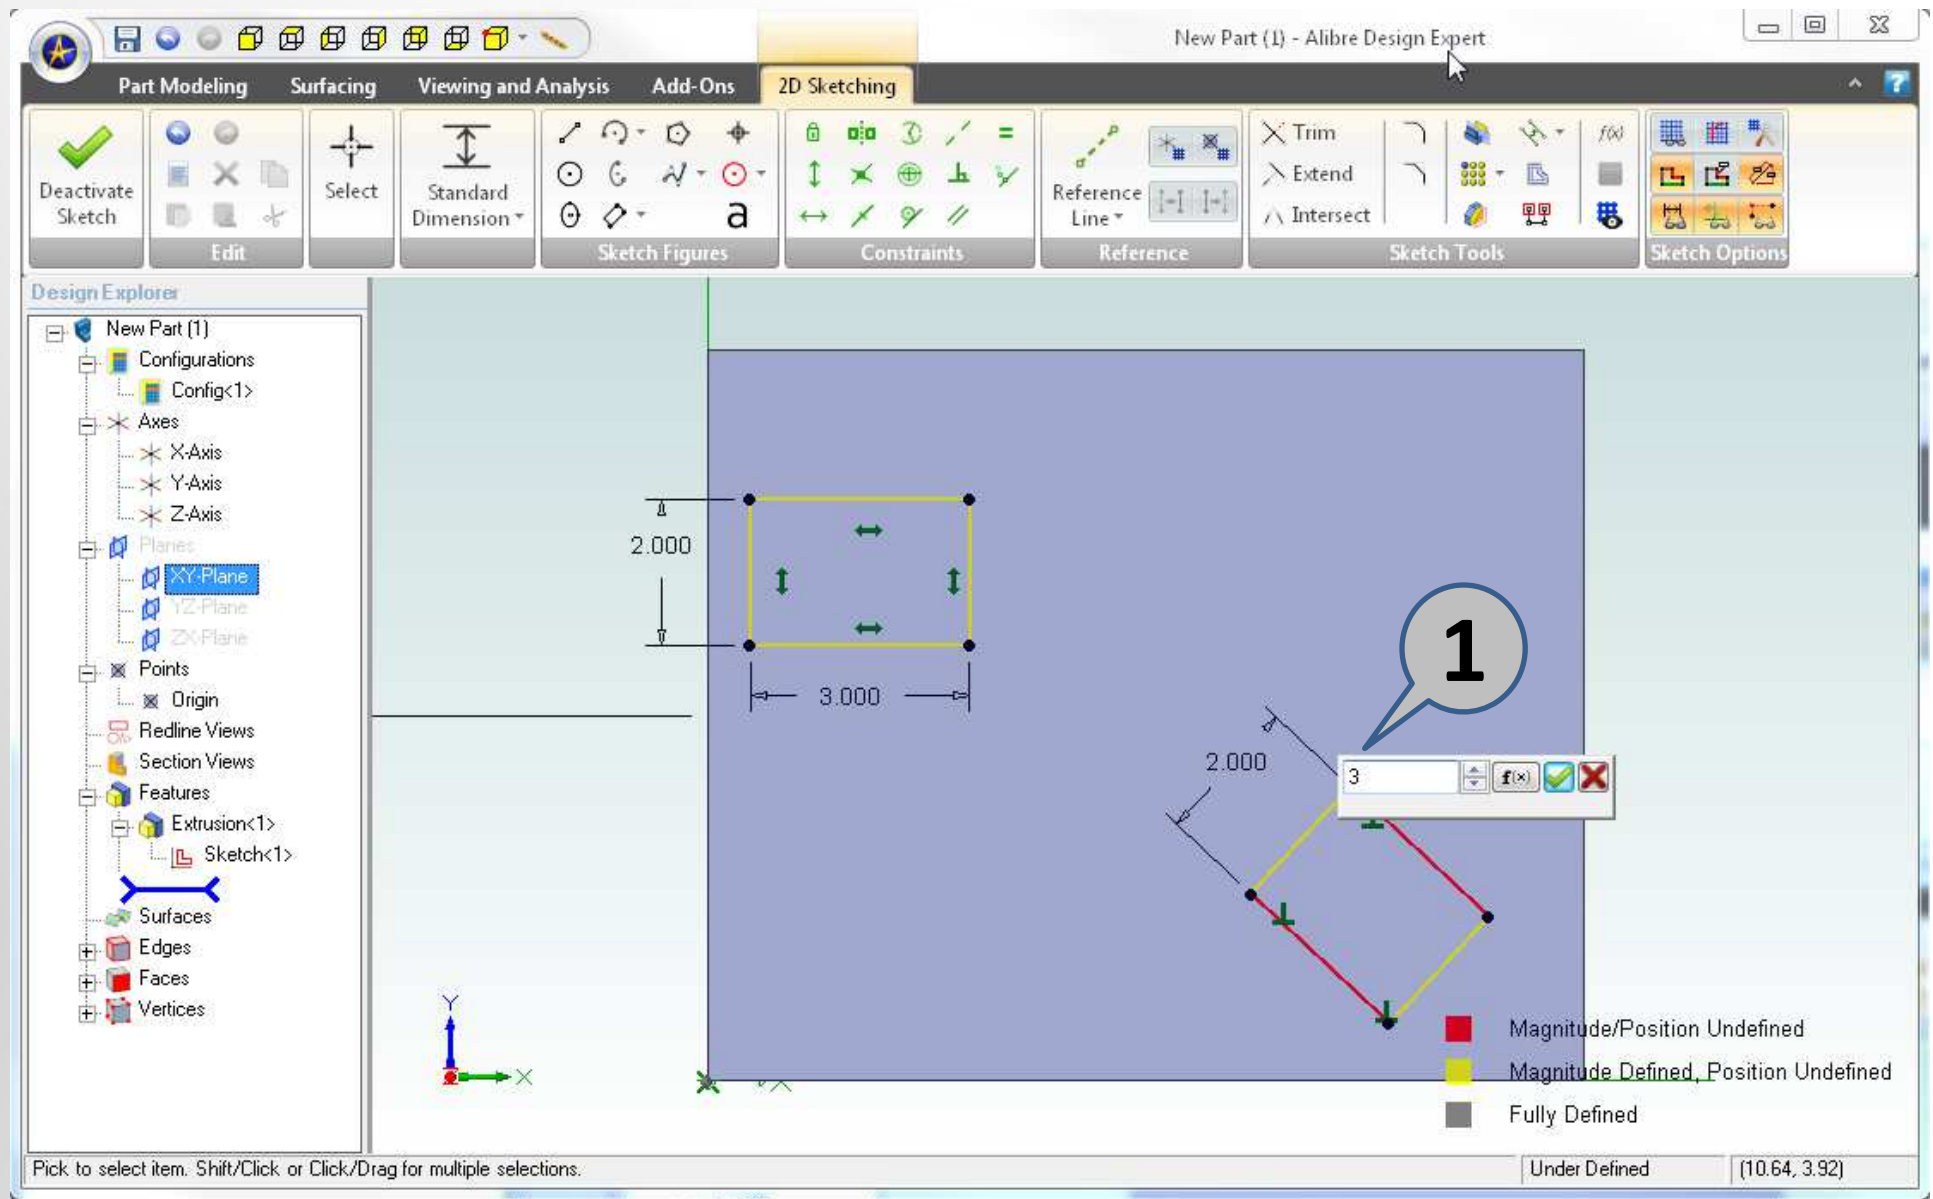 New Part (1) - Alibre Design Expert
Part Modeling
Surfacing
Viewing and Analysis
Add-Ons
2D Sketching
?
Deactivate
Sketch
Edit
Select
Standard
Dimension
a
Sketch Figures
Constraints
Reference
Line
Reference
Trim
Extend
Intersect
f(x)
Sketch Tools
Sketch Options
Design Explorer
New Part (1)
Configurations
Config<1>
Axes
X-Axis
Y-Axis
Z-Axis
Planes
XY-Plane
YZ-Plane
ZX-Plane
Points
Origin
Redline Views
Section Views
Features
Extrusion<1>
Sketch<1>
Surfaces
Edges
Faces
Vertices
2.000
3.000
1
2.000
3
f(x)
Y
X
Magnitude/Position Undefined
Magnitude Defined, Position Undefined
Fully Defined
Pick to select item. Shift/Click or Click/Drag for multiple selections.
Under Defined
(10.64, 3.92)